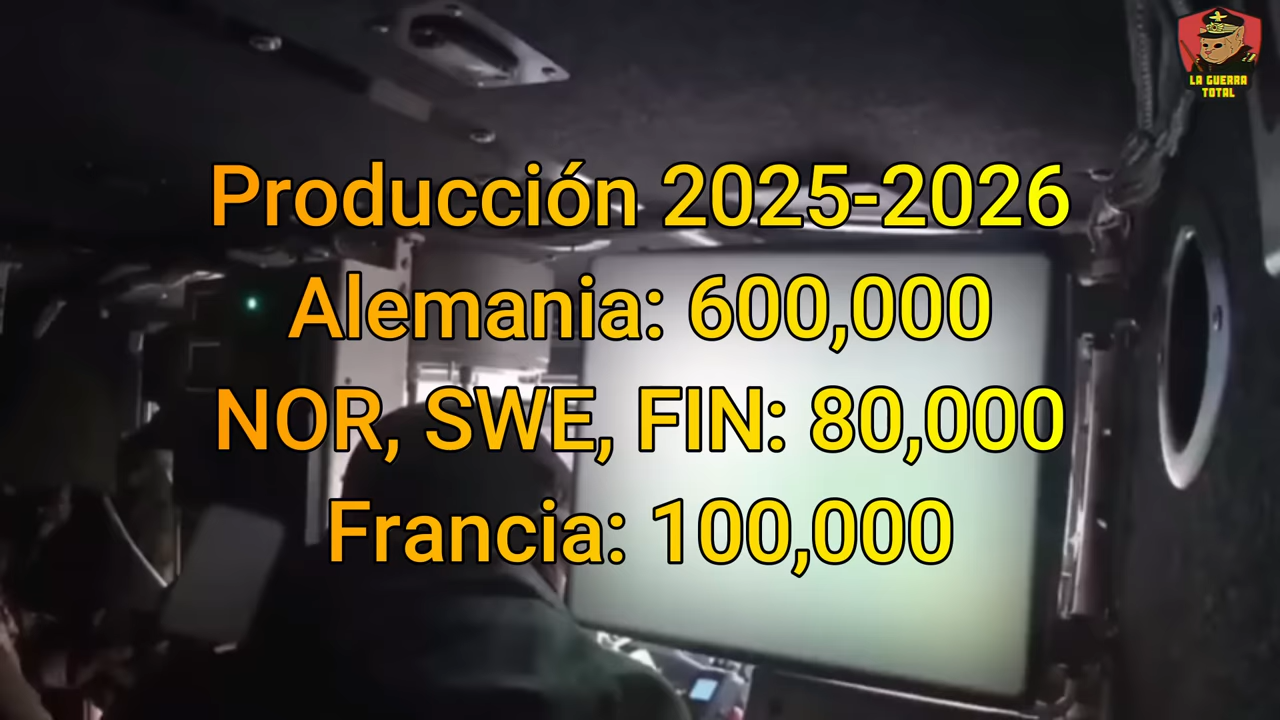 LA GUERRA
TOTAL
Producción 2025-2026
Alemania: 600,000
NOR, SWE, FIN: 80,000
Francia: 100,000